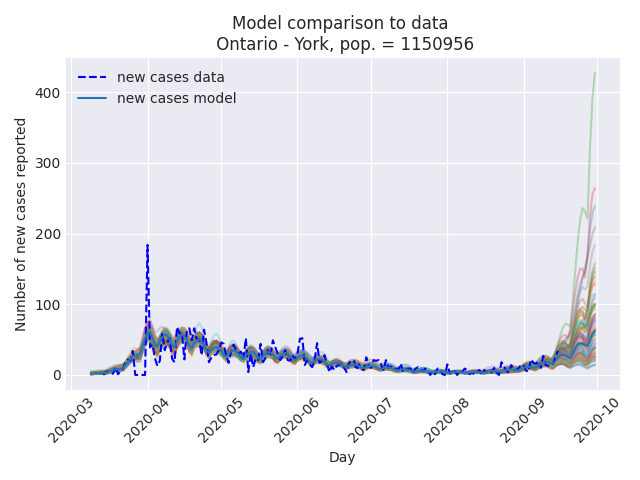 Model comparison to data
Ontario - York, pop. = 1150956
new cases data
new cases model
Number of new cases reported
400
300
200
100
0
2020-03
2020-04
2020-05
2020-06
2020-07
2020-08
2020-09
2020-10
Day